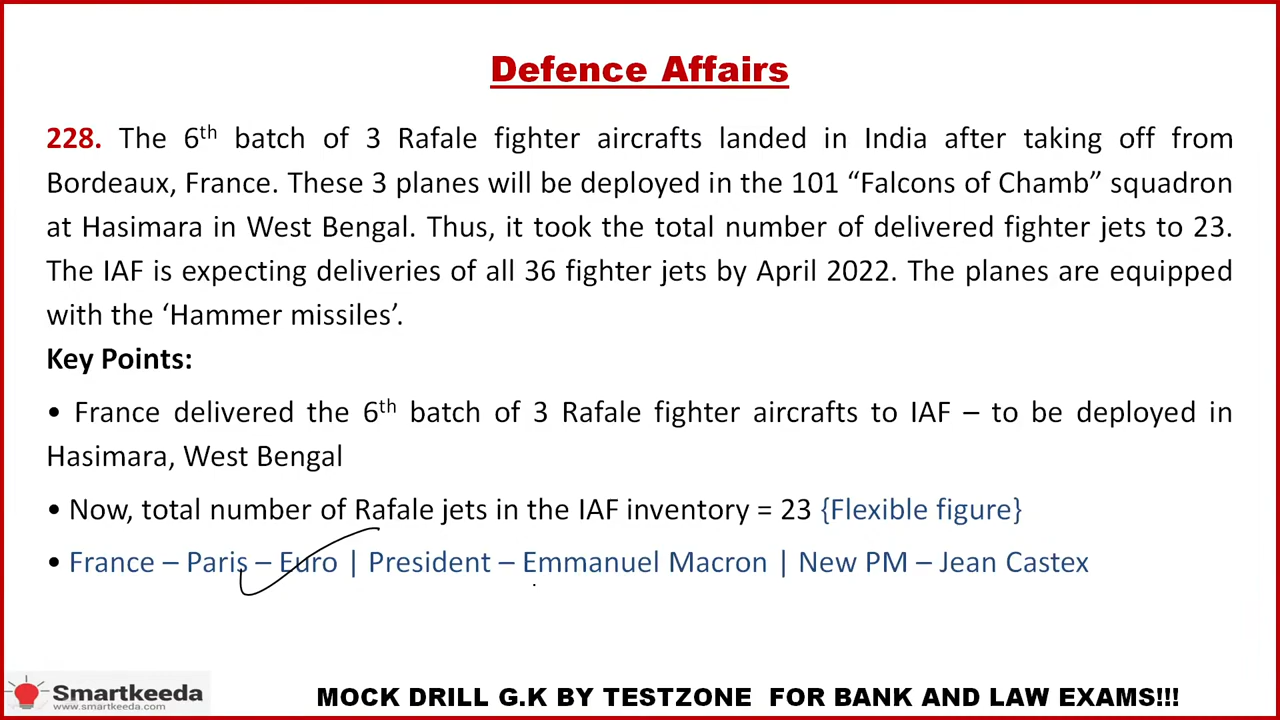 Defence Affairs
228. The 6th batch of 3 Rafale fighter aircrafts landed in India after taking off from
Bordeaux, France. These 3 planes will be deployed in the 101 “Falcons of Chamb” squadron
at Hasimara in West Bengal. Thus, it took the total number of delivered fighter jets to 23.
The IAF is expecting deliveries of all 36 fighter jets by April 2022. The planes are equipped
with the ‘Hammer missiles’.
Key Points:
• France delivered the 6th batch of 3 Rafale fighter aircrafts to IAF – to be deployed in
Hasimara, West Bengal
• Now, total number of Rafale jets in the IAF inventory = 23 {Flexible figure}
• France – Paris – Euro | President – Emmanuel Macron | New PM – Jean Castex
Smartkeeda
www.smartkeeda.com
MOCK DRILL G.K BY TESTZONE FOR BANK AND LAW EXAMS!!!